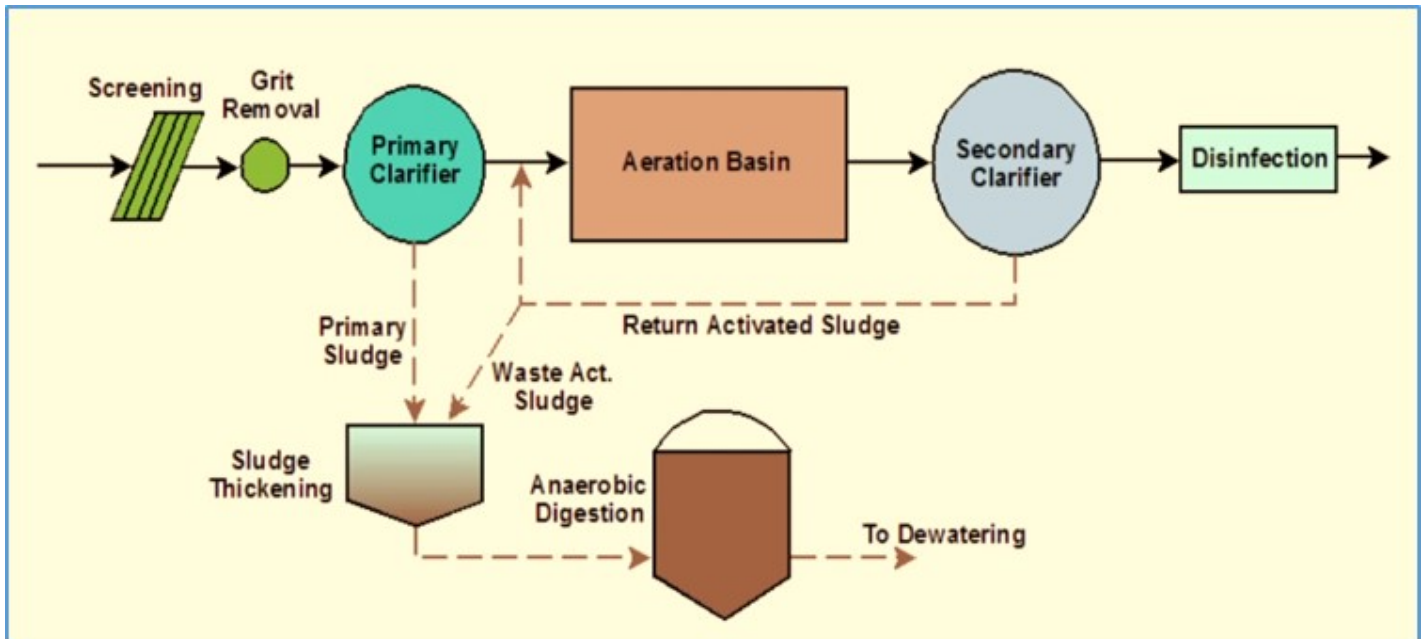 Screening
Grit
Removal
Primary
Clarifier
Aeration Basin
Secondary
Clarifier
Disinfection
Primary
Sludge
Return Activated Sludge
Waste Act.
Sludge
Sludge
Thickening
Anaerobic
Digestion
To Dewatering